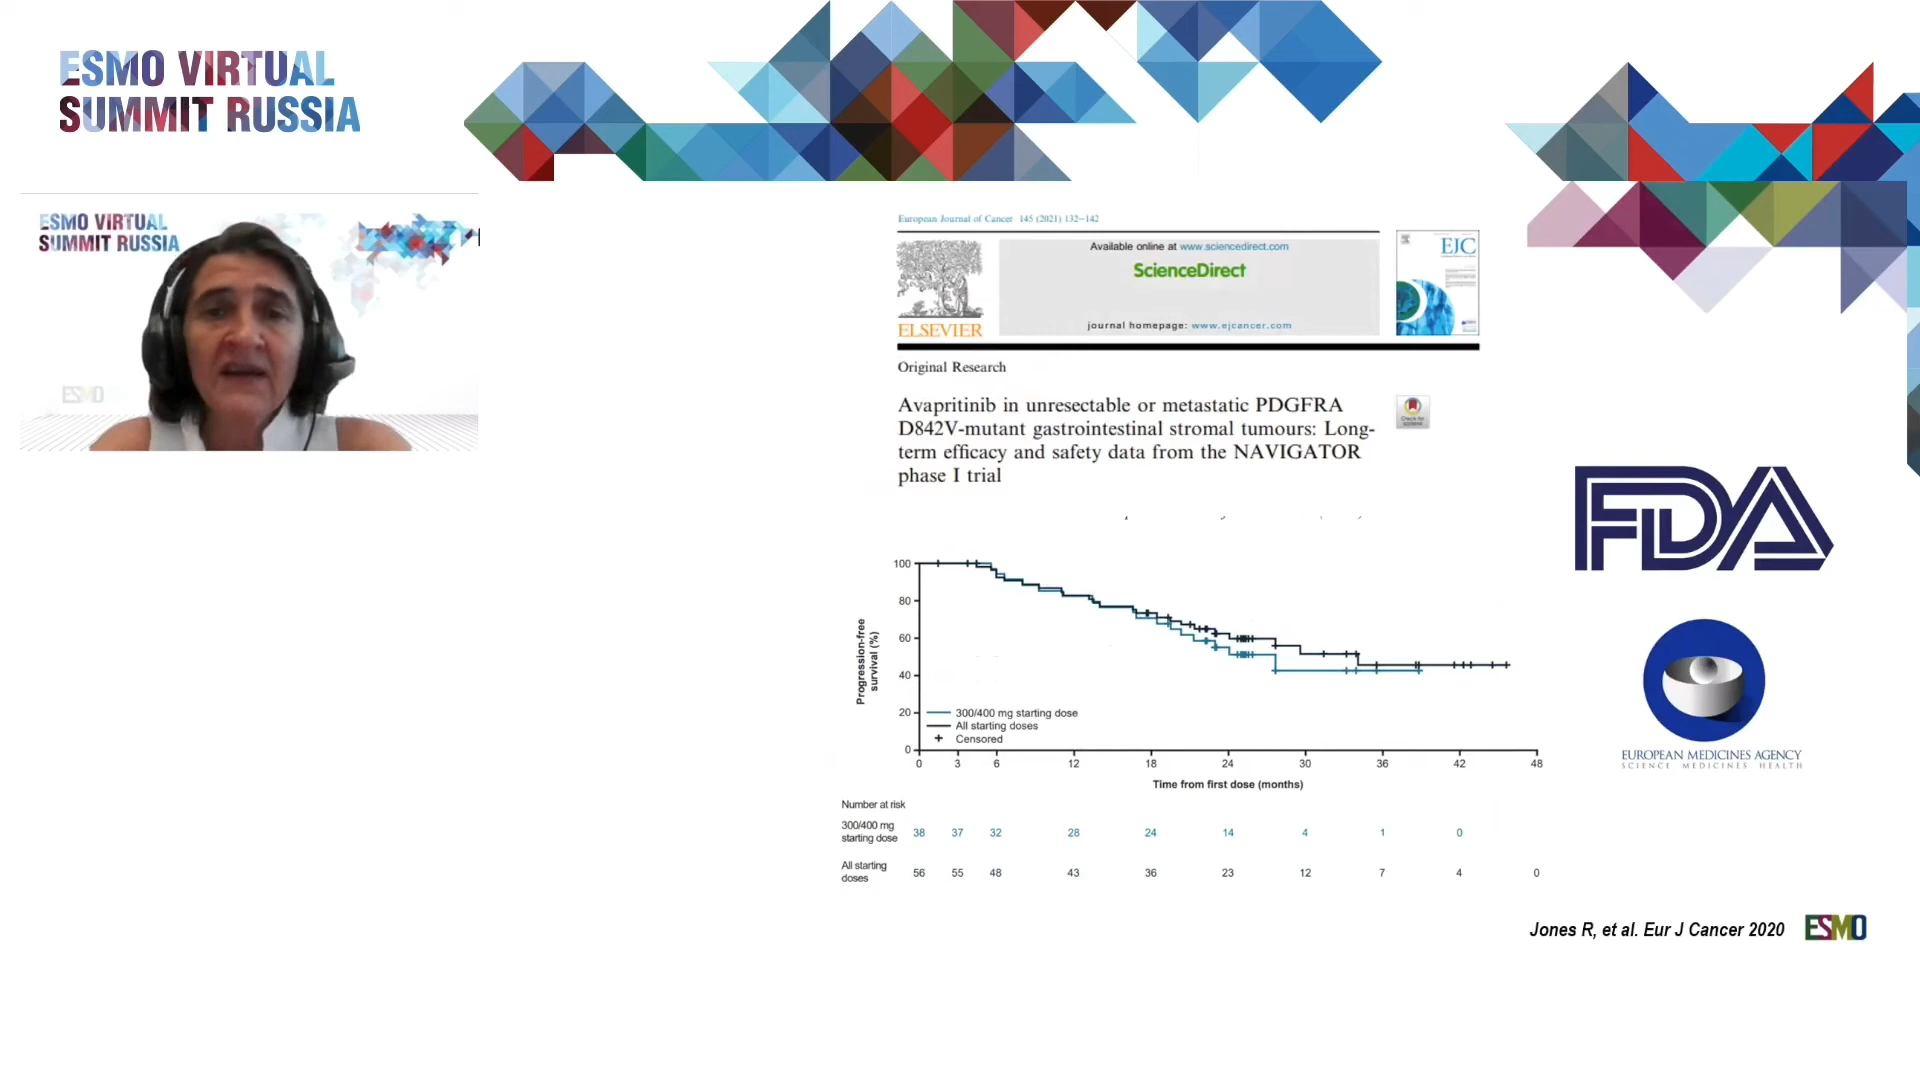 ESMO VIRTUAL
SUMMIT RUSSIA
ESMO VIRTUAL
SUMMIT RUSSIA
ESMO
European Journal of Cancer 145 (2021) 132–142
Available online at www.sciencedirect.com
ScienceDirect
journal homepage: www.ejcancer.com
ELSEVIER
EJC
Original Research
Avapritinib in unresectable or metastatic PDGFRA
D842V-mutant gastrointestinal stromal tumours: Long-
term efficacy and safety data from the NAVIGATOR
phase I trial
Check for
updates
FDA
EUROPEAN MEDICINES AGENCY
SCIENCE MEDICINES HEALTH
Progression-free
survival (%)
100
80
60
40
20
0
300/400 mg starting dose
All starting doses
Censored
0 3 6 12 18 24 30 36 42 48
Time from first dose (months)
Number at risk
300/400 mg
starting dose
38 37 32 28 24 14 4 1 0
All starting
doses
56 55 48 43 36 23 12 7 4 0
Jones R, et al. Eur J Cancer 2020
ESMO